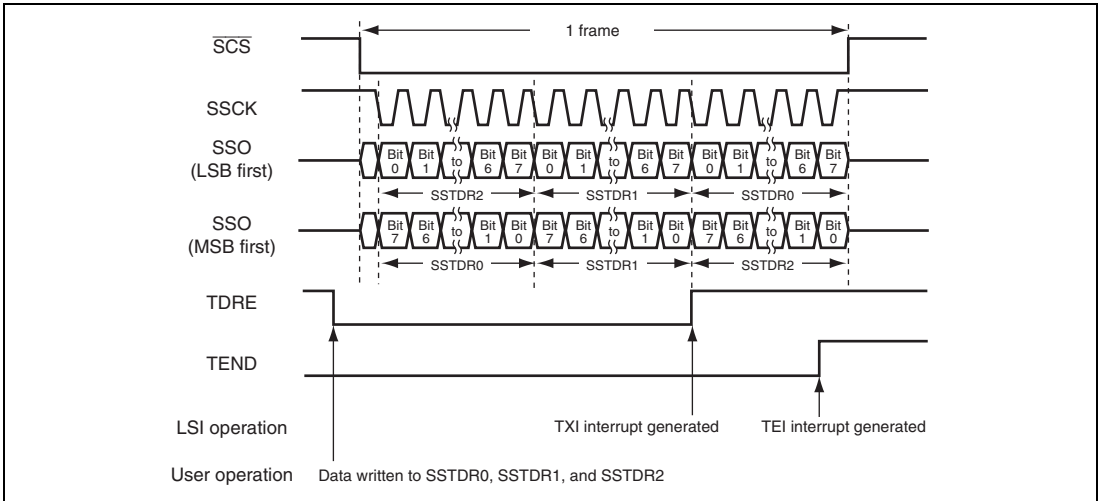 1 frame
SCS
SSCK
SSO
(LSB first)
Bit 0 Bit 1 to Bit 6 Bit 7 Bit 0 Bit 1 to Bit 6 Bit 7 Bit 0 Bit 1 to Bit 6 Bit 7
SSTDR2 SSTDR1 SSTDR0
SSO
(MSB first)
Bit 7 Bit 6 to Bit 1 Bit 0 Bit 7 Bit 6 to Bit 1 Bit 0 Bit 7 Bit 6 to Bit 1 Bit 0
SSTDR0 SSTDR1 SSTDR2
TDRE
TEND
LSI operation TXI interrupt generated TEI interrupt generated
User operation Data written to SSTDR0, SSTDR1, and SSTDR2